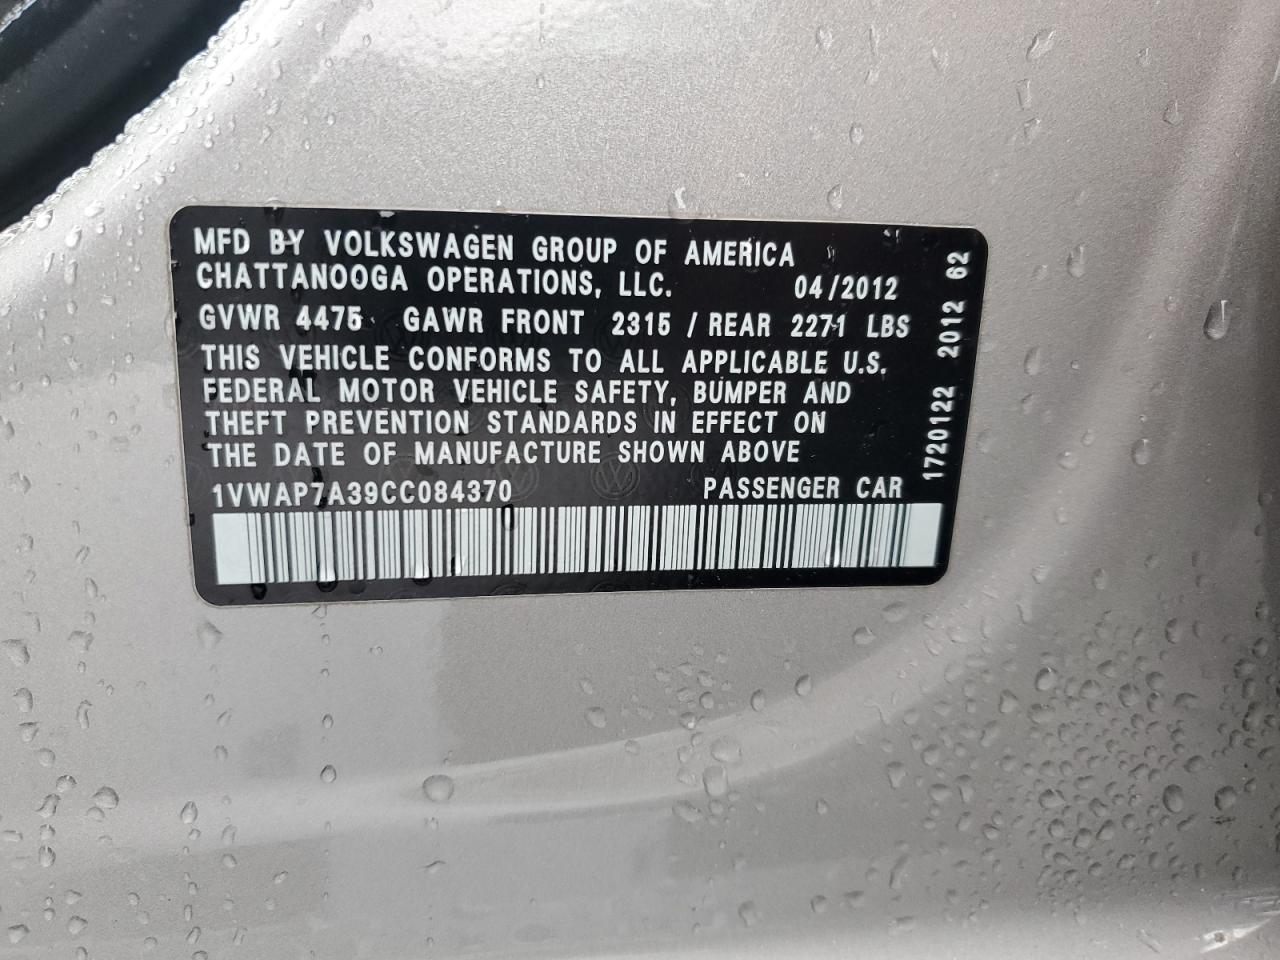 MFD BY VOLKSWAGEN GROUP OF AMERICA
CHATTANOOGA OPERATIONS, LLC. 04/2012
GVWR 4475 GAWR FRONT 2315 / REAR 2271 LBS
THIS VEHICLE CONFORMS TO ALL APPLICABLE U.S.
FEDERAL MOTOR VEHICLE SAFETY, BUMPER AND
THEFT PREVENTION STANDARDS IN EFFECT ON
THE DATE OF MANUFACTURE SHOWN ABOVE
1VWAP7A39CC084370 PASSENGER CAR
1720122 2012 62